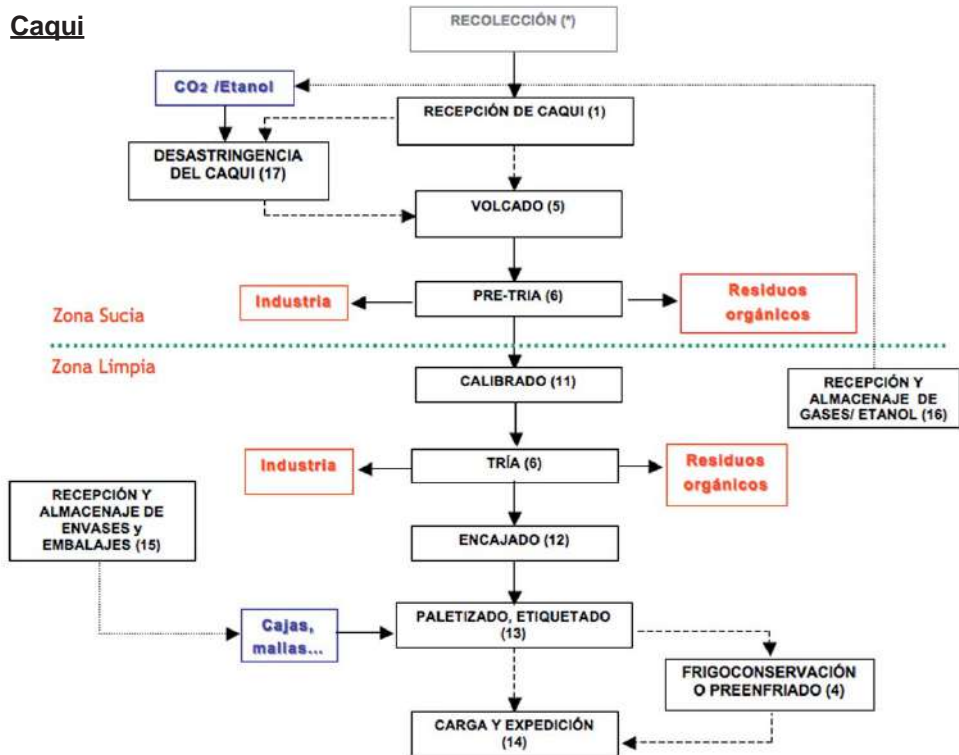 Caqui
RECOLECCIÓN (*)
CO₂ /Etanol
RECEPCIÓN DE CAQUI (1)
DESASTRINGENCIA
DEL CAQUI (17)
VOLCADO (5)
Industria
PRE-TRIA (6)
Residuos
orgánicos
Zona Sucia
Zona Limpia
CALIBRADO (11)
RECEPCIÓN Y
ALMACENAJE DE
GASES/ ETANOL (16)
Industria
TRÍA (6)
Residuos
orgánicos
RECEPCIÓN Y
ALMACENAJE DE
ENVASES y
EMBALAJES (15)
ENCAJADO (12)
Cajas,
mallas...
PALETIZADO, ETIQUETADO
(13)
FRIGOCONSERVACIÓN
O PREENFRIADO (4)
CARGA Y EXPEDICIÓN
(14)